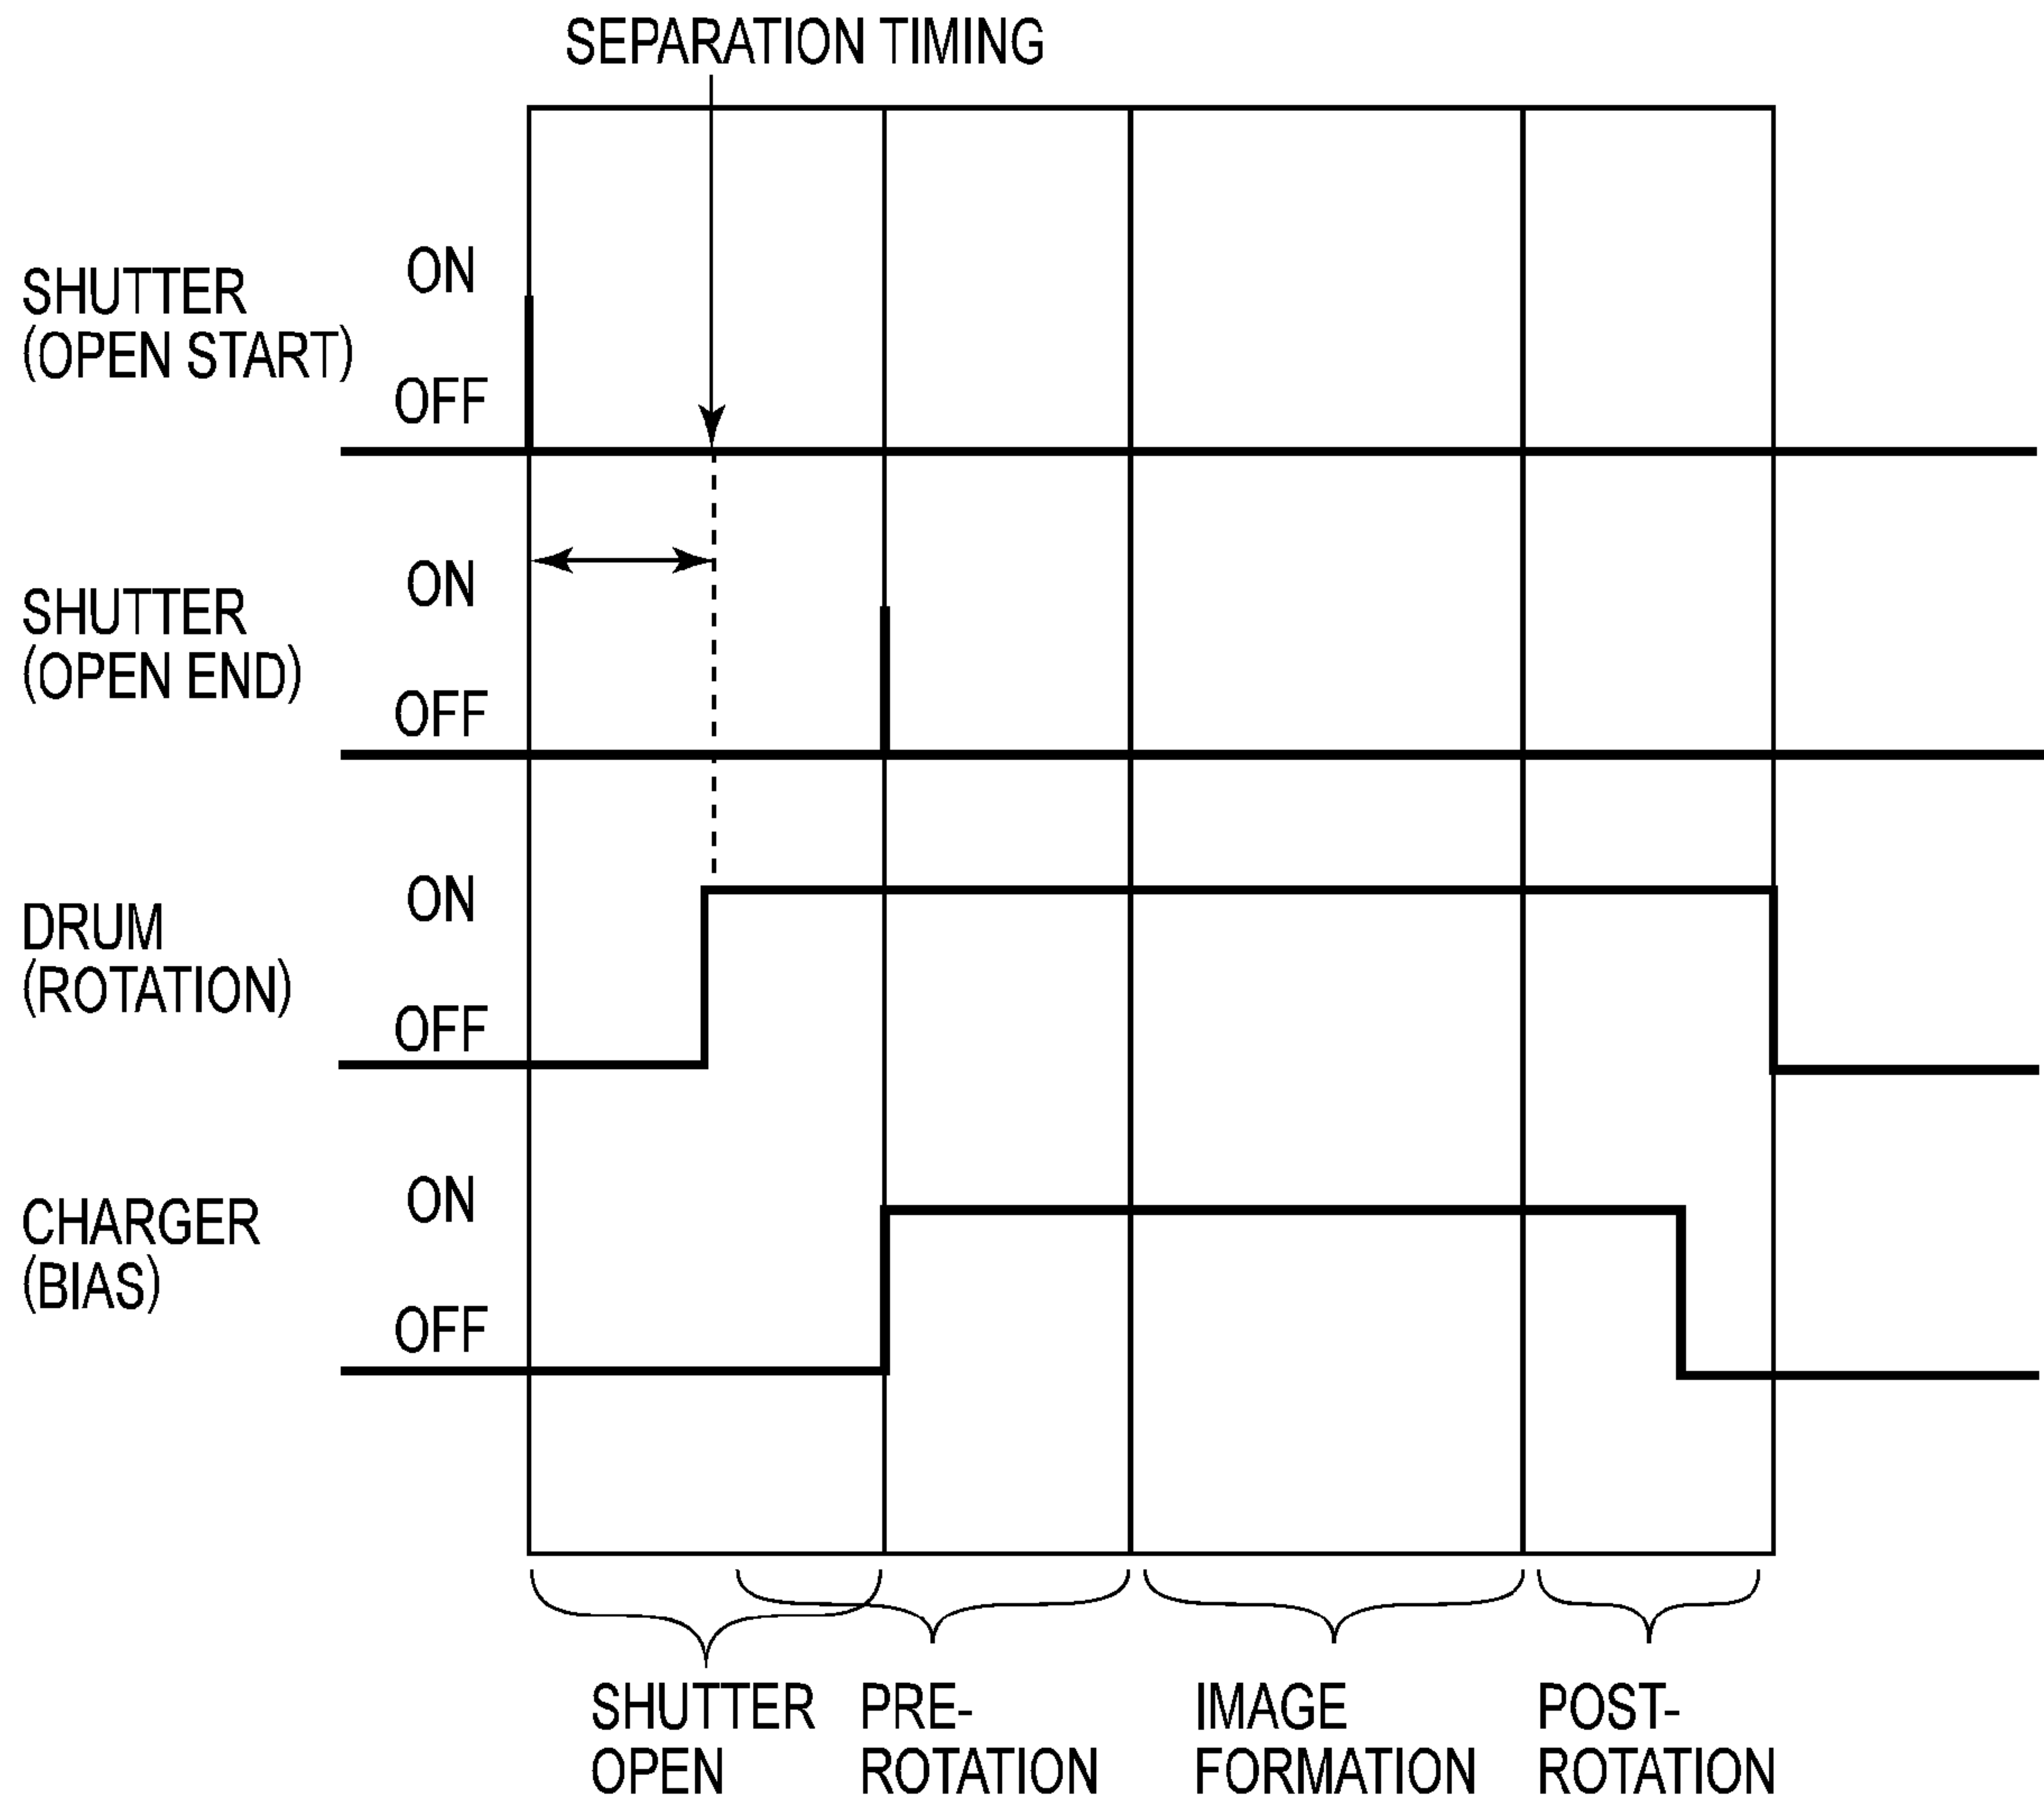 SEPARATION TIMING
SHUTTER
(OPEN START)
ON
OFF
SHUTTER
(OPEN END)
ON
OFF
DRUM
(ROTATION)
ON
OFF
CHARGER
(BIAS)
ON
OFF
SHUTTER
OPEN
PRE-
ROTATION
IMAGE
FORMATION
POST-
ROTATION